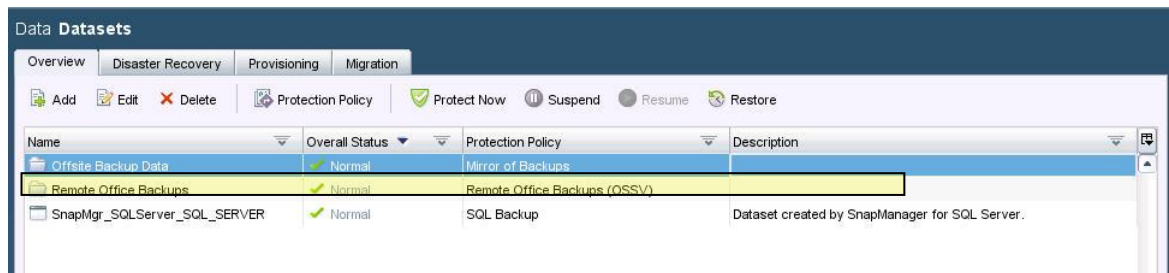 Data Datasets
Overview Disaster Recovery Provisioning Migration
Add Edit Delete Protection Policy Protect Now Suspend Resume Restore
Name Overall Status Protection Policy Description
Offsite Backup Data Normal Mirror of Backups
Remote Office Backups Normal Remote Office Backups (OSSV)
SnapMgr_SQLServer_SQL_SERVER Normal SQL Backup Dataset created by SnapManager for SQL Server.